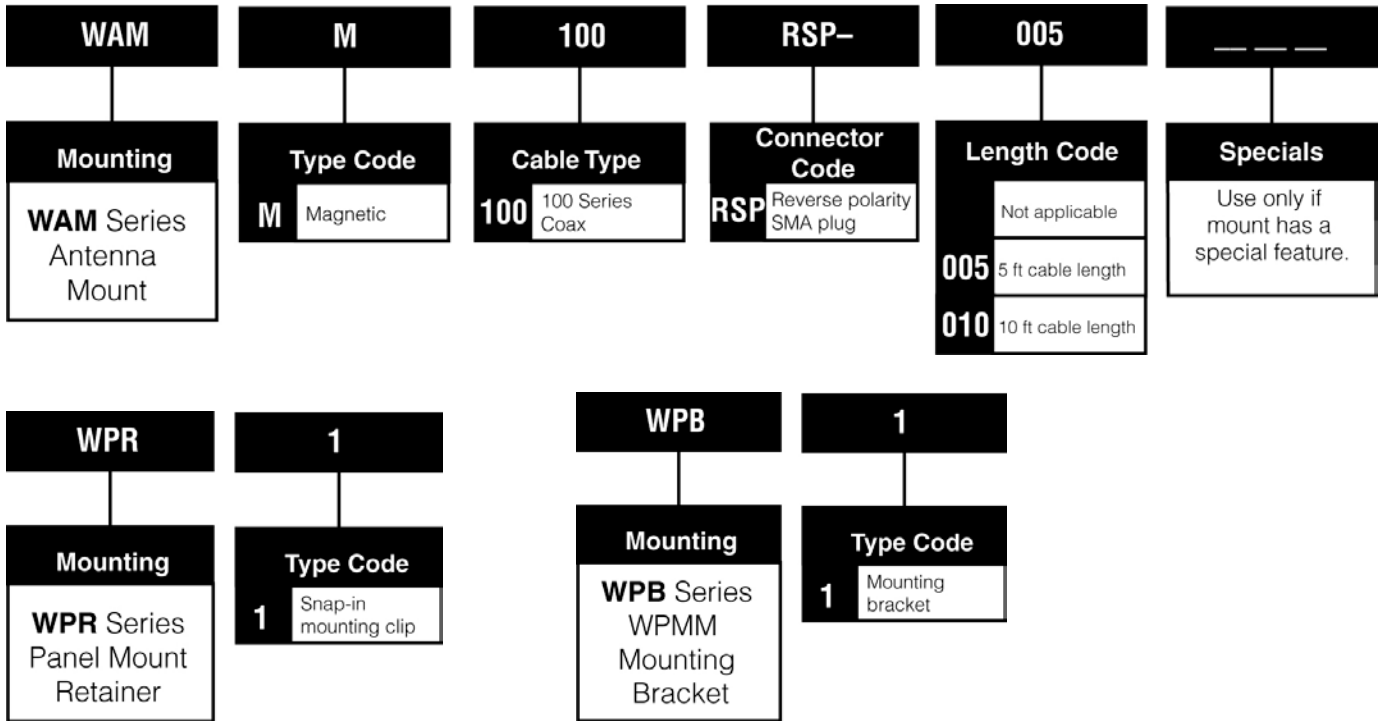 WAM M 100 RSP– 005 __ __ __
Mounting
WAM Series
Antenna
Mount
Type Code
M Magnetic
Cable Type
100 100 Series
Coax
Connector
Code
RSP Reverse polarity
SMA plug
Length Code
Not applicable
005 5 ft cable length
010 10 ft cable length
Specials
Use only if
mount has a
special feature.
WPR 1
Mounting
WPR Series
Panel Mount
Retainer
Type Code
1 Snap-in
mounting clip
WPB 1
Mounting
WPB Series
WPMM
Mounting
Bracket
Type Code
1 Mounting
bracket